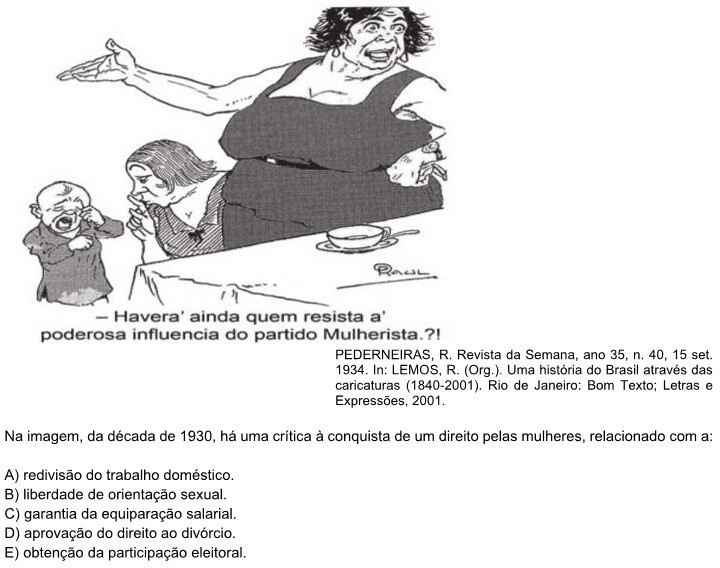 RAUL
– Havera' ainda quem resista a'
poderosa influencia do partido Mulherista.?!
PEDERNEIRAS, R. Revista da Semana, ano 35, n. 40, 15 set.
1934. In: LEMOS, R. (Org.). Uma história do Brasil através das
caricaturas (1840-2001). Rio de Janeiro: Bom Texto; Letras e
Expressões, 2001.
Na imagem, da década de 1930, há uma crítica à conquista de um direito pelas mulheres, relacionado com a:
A) redivisão do trabalho doméstico.
B) liberdade de orientação sexual.
C) garantia da equiparação salarial.
D) aprovação do direito ao divórcio.
E) obtenção da participação eleitoral.